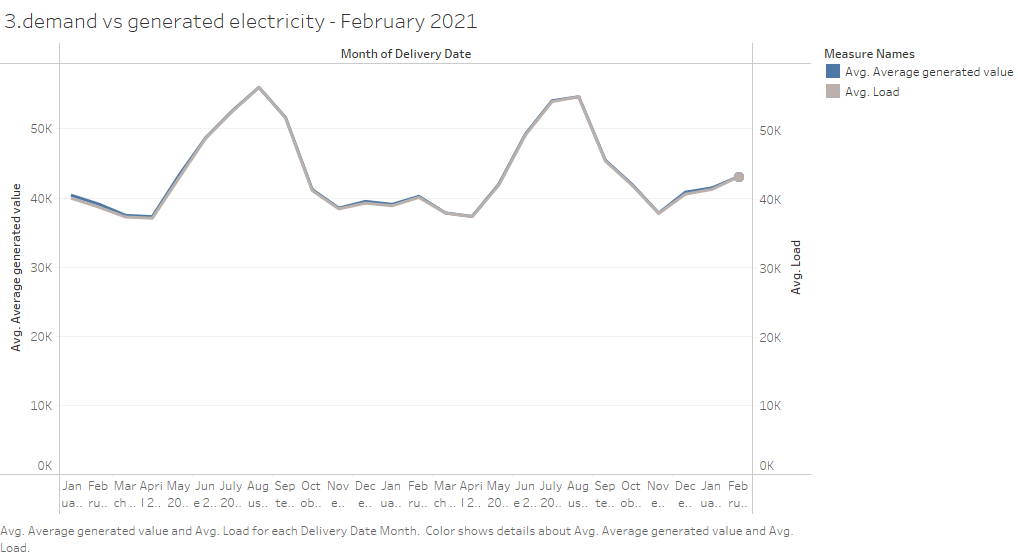 3.demand vs generated electricity - February 2021
Month of Delivery Date
Measure Names
Avg. Average generated value
Avg. Load
50K
40K
30K
20K
10K
0K
Avg. Average generated value
50K
40K
30K
20K
10K
0K
Avg. Load
Jan Feb Mar Apri May Jun July Aug Sep Oct Nov Dec Jan Feb Mar Apri May Jun July Aug Sep Oct Nov Dec Jan Feb
ua.. ru.. ch .. l 2.. 20.. e 2.. 20.. us.. te.. ob.. e.. e.. ua.. ru.. ch .. l 2.. 20.. e 2.. 20.. us.. te.. ob.. e.. e.. ua.. ru..
Avg. Average generated value and Avg. Load for each Delivery Date Month. Color shows details about Avg. Average generated value and Avg.
Load.